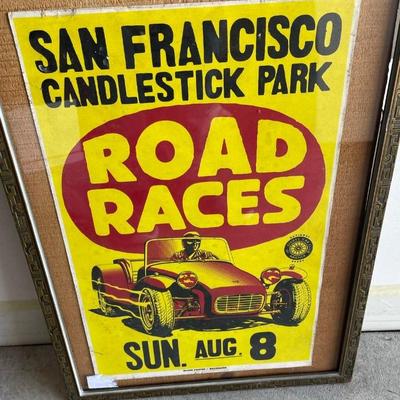 SAN FRANCISCO
CANDLESTICK PARK
ROAD
RACES
SUN. AUG. 8